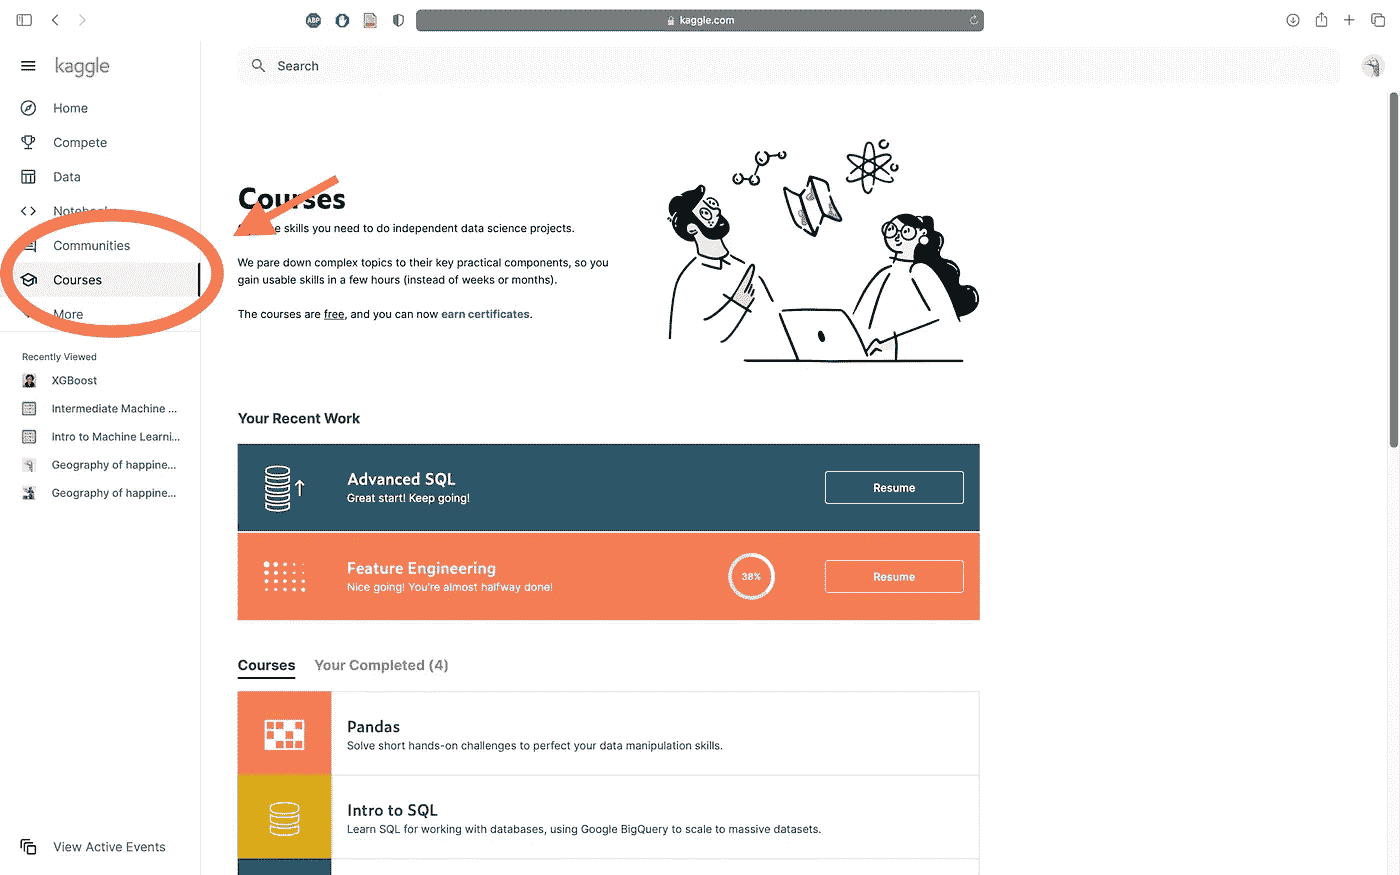 ABP
kaggle.com
kaggle
Search
Home
Compete
Data
Notebooks
Communities
Courses
More
Recently Viewed
XGBoost
Intermediate Machine ...
Intro to Machine Learni...
Geography of happine...
Geography of happine...
View Active Events
Courses
skills you need to do independent data science projects.
We pare down complex topics to their key practical components, so you
gain usable skills in a few hours (instead of weeks or months).
The courses are free, and you can now earn certificates.
Your Recent Work
Advanced SQL
Great start! Keep going!
Resume
Feature Engineering
Nice going! You're almost halfway done!
38%
Resume
Courses
Your Completed (4)
Pandas
Solve short hands-on challenges to perfect your data manipulation skills.
Intro to SQL
Learn SQL for working with databases, using Google BigQuery to scale to massive datasets.